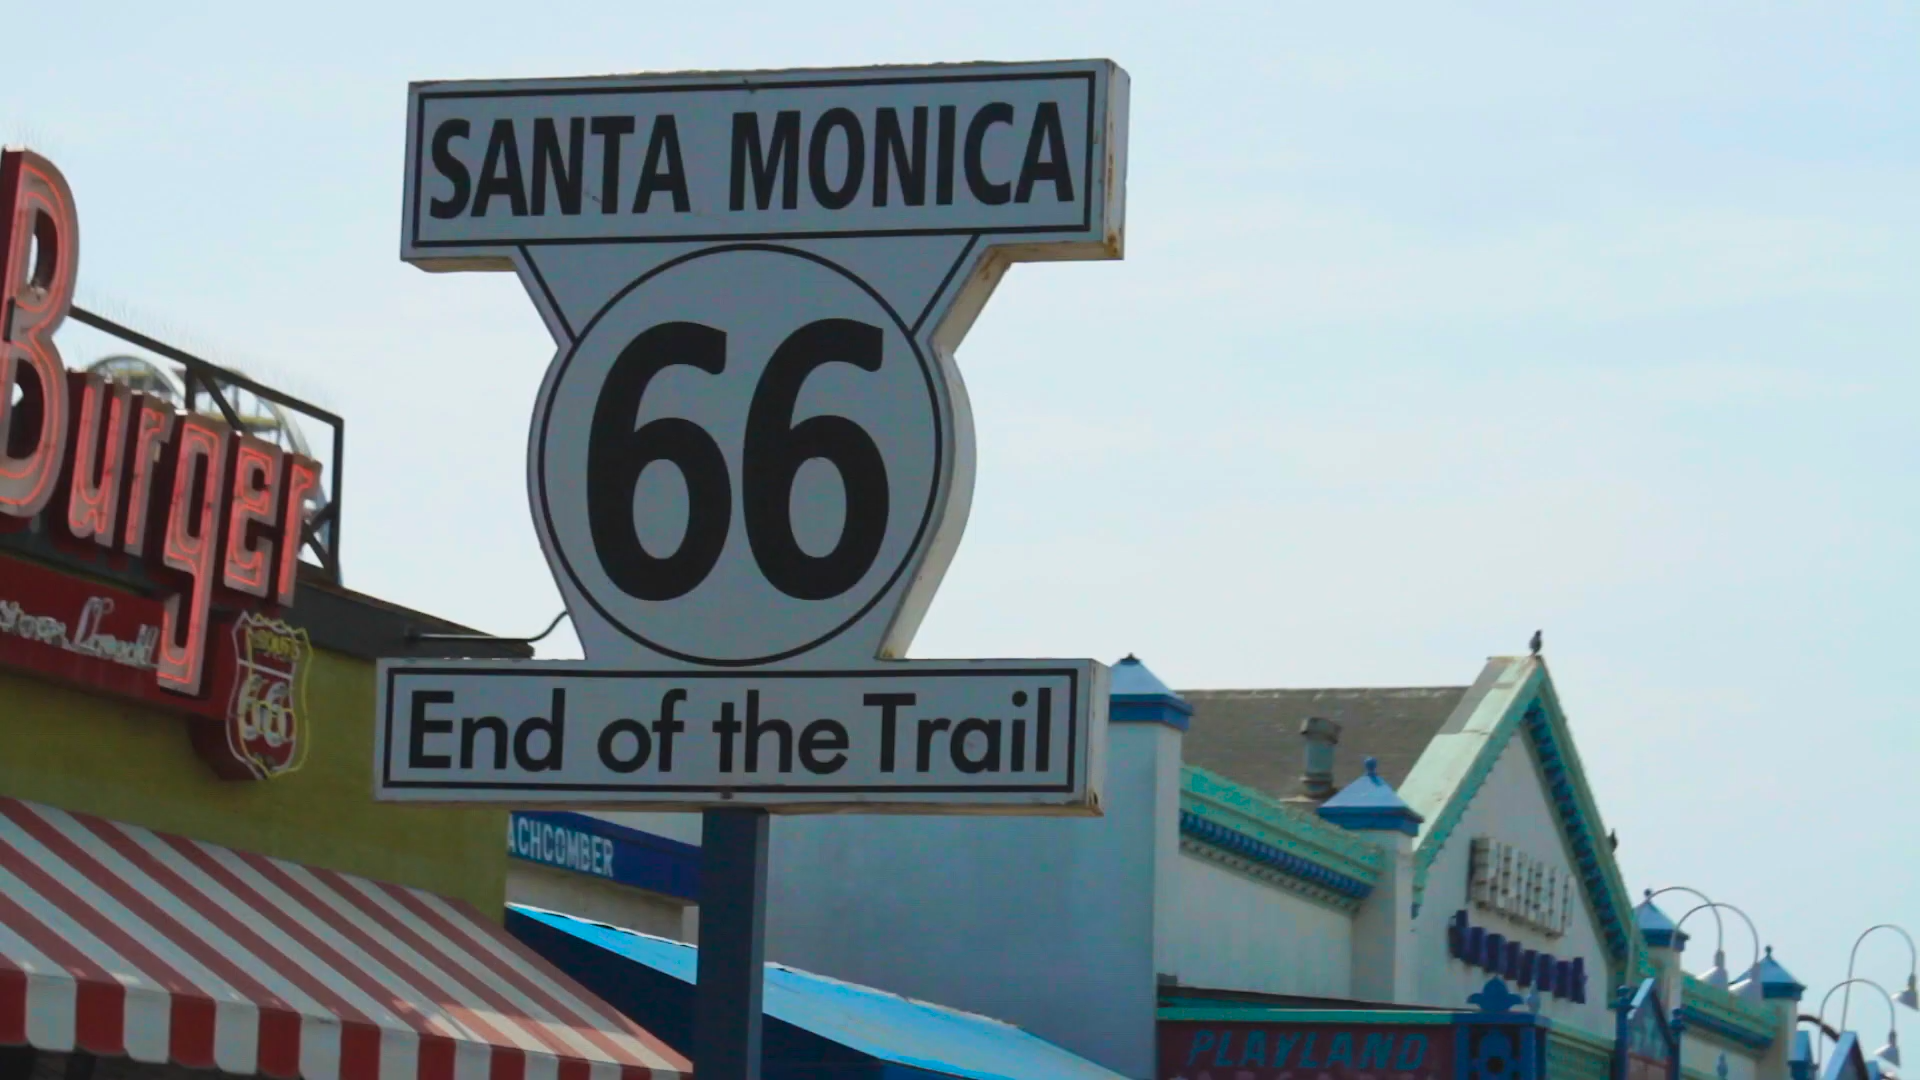 SANTA MONICA
66
End of the Trail
Burger
66
ACHCOMBER
PLAYLAND